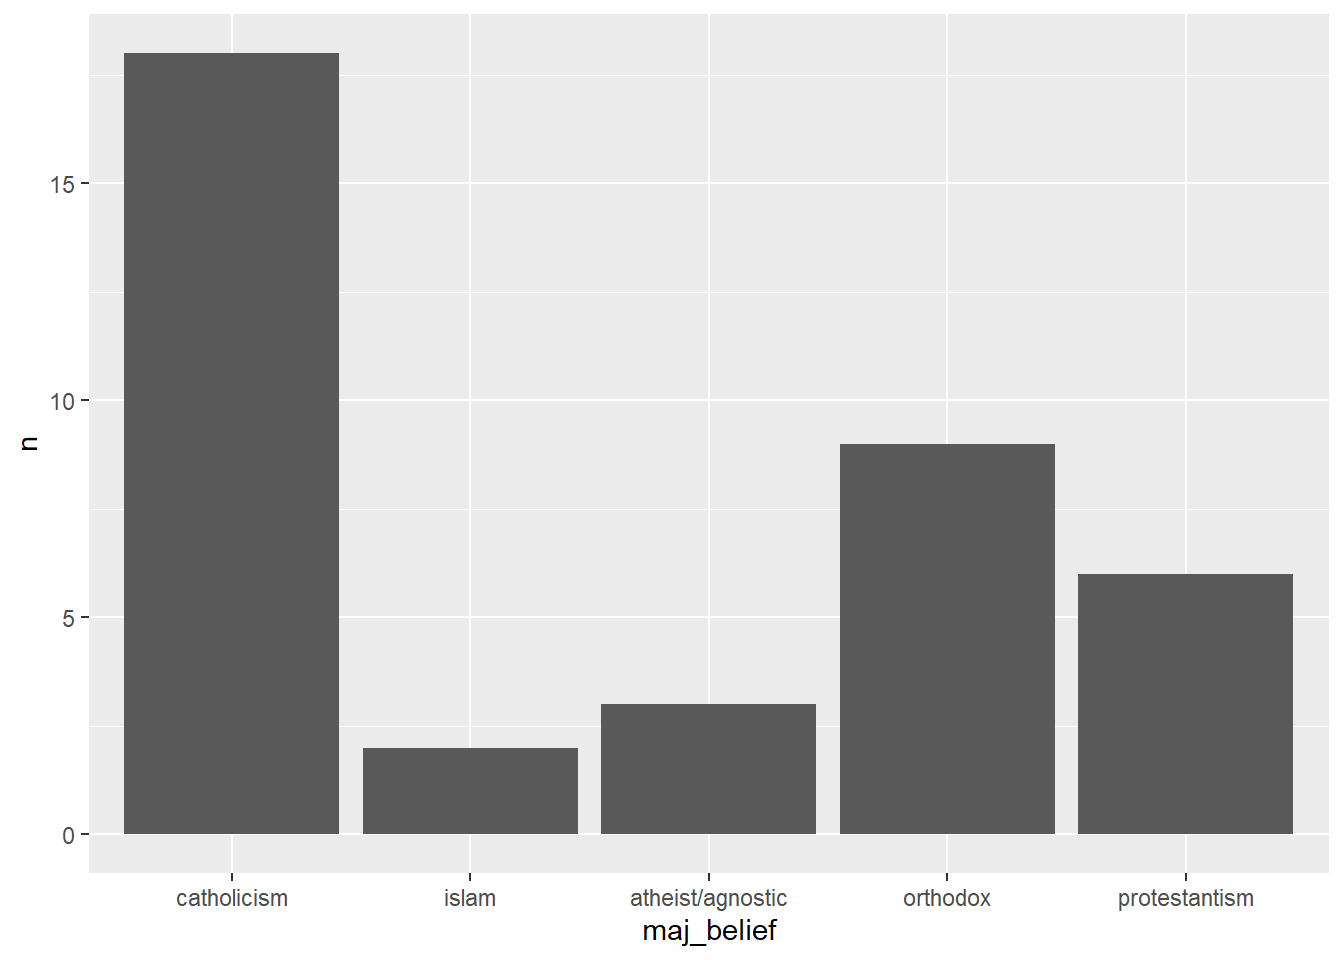 15
10
n
5
0
catholicism islam atheist/agnostic orthodox protestantism
maj_belief